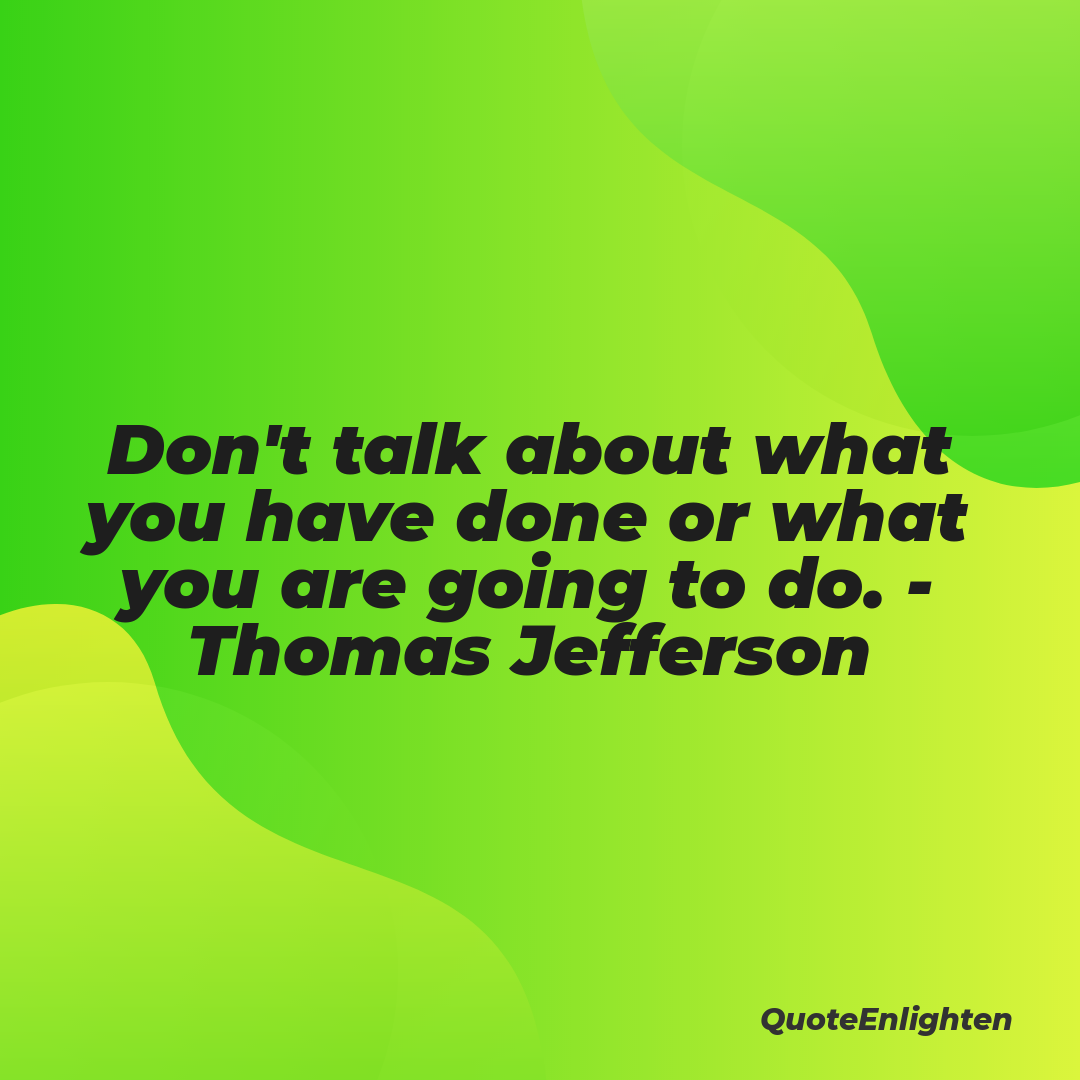 Don't talk about what
you have done or what
you are going to do. -
Thomas Jefferson
QuoteEnlighten